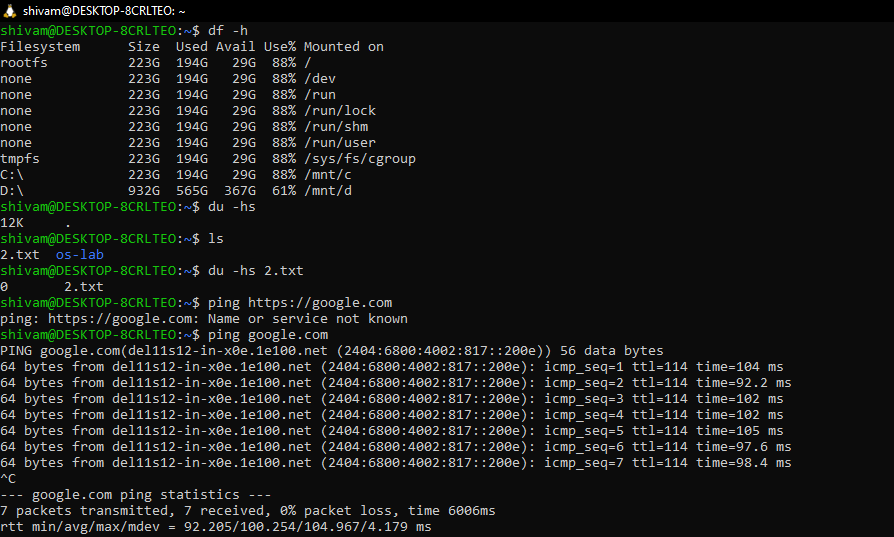 shivam@DESKTOP-8CRLTEO: ~
shivam@DESKTOP-8CRLTEO:~$ df -h
Filesystem      Size  Used Avail Use% Mounted on
rootfs          223G  194G   29G  88% /
none            223G  194G   29G  88% /dev
none            223G  194G   29G  88% /run
none            223G  194G   29G  88% /run/lock
none            223G  194G   29G  88% /run/shm
none            223G  194G   29G  88% /run/user
tmpfs           223G  194G   29G  88% /sys/fs/cgroup
C:\             223G  194G   29G  88% /mnt/c
D:\             932G  565G  367G  61% /mnt/d
shivam@DESKTOP-8CRLTEO:~$ du -hs
12K     .
shivam@DESKTOP-8CRLTEO:~$ ls
2.txt  os-lab
shivam@DESKTOP-8CRLTEO:~$ du -hs 2.txt
0       2.txt
shivam@DESKTOP-8CRLTEO:~$ ping https://google.com
ping: https://google.com: Name or service not known
shivam@DESKTOP-8CRLTEO:~$ ping google.com
PING google.com(del11s12-in-x0e.1e100.net (2404:6800:4002:817::200e)) 56 data bytes
64 bytes from del11s12-in-x0e.1e100.net (2404:6800:4002:817::200e): icmp_seq=1 ttl=114 time=104 ms
64 bytes from del11s12-in-x0e.1e100.net (2404:6800:4002:817::200e): icmp_seq=2 ttl=114 time=92.2 ms
64 bytes from del11s12-in-x0e.1e100.net (2404:6800:4002:817::200e): icmp_seq=3 ttl=114 time=102 ms
64 bytes from del11s12-in-x0e.1e100.net (2404:6800:4002:817::200e): icmp_seq=4 ttl=114 time=102 ms
64 bytes from del11s12-in-x0e.1e100.net (2404:6800:4002:817::200e): icmp_seq=5 ttl=114 time=105 ms
64 bytes from del11s12-in-x0e.1e100.net (2404:6800:4002:817::200e): icmp_seq=6 ttl=114 time=97.6 ms
64 bytes from del11s12-in-x0e.1e100.net (2404:6800:4002:817::200e): icmp_seq=7 ttl=114 time=98.4 ms
^C
--- google.com ping statistics ---
7 packets transmitted, 7 received, 0% packet loss, time 6006ms
rtt min/avg/max/mdev = 92.205/100.254/104.967/4.179 ms